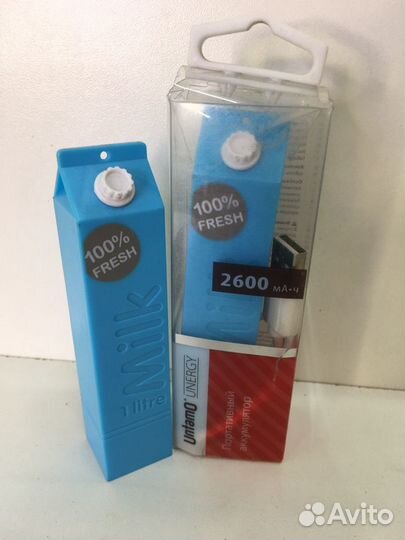 100%
FRESH
Milk
1 litre
100%
FRESH
2600 мА·ч
UntamO UNERGY
Портативный
аккумулятор
Avito